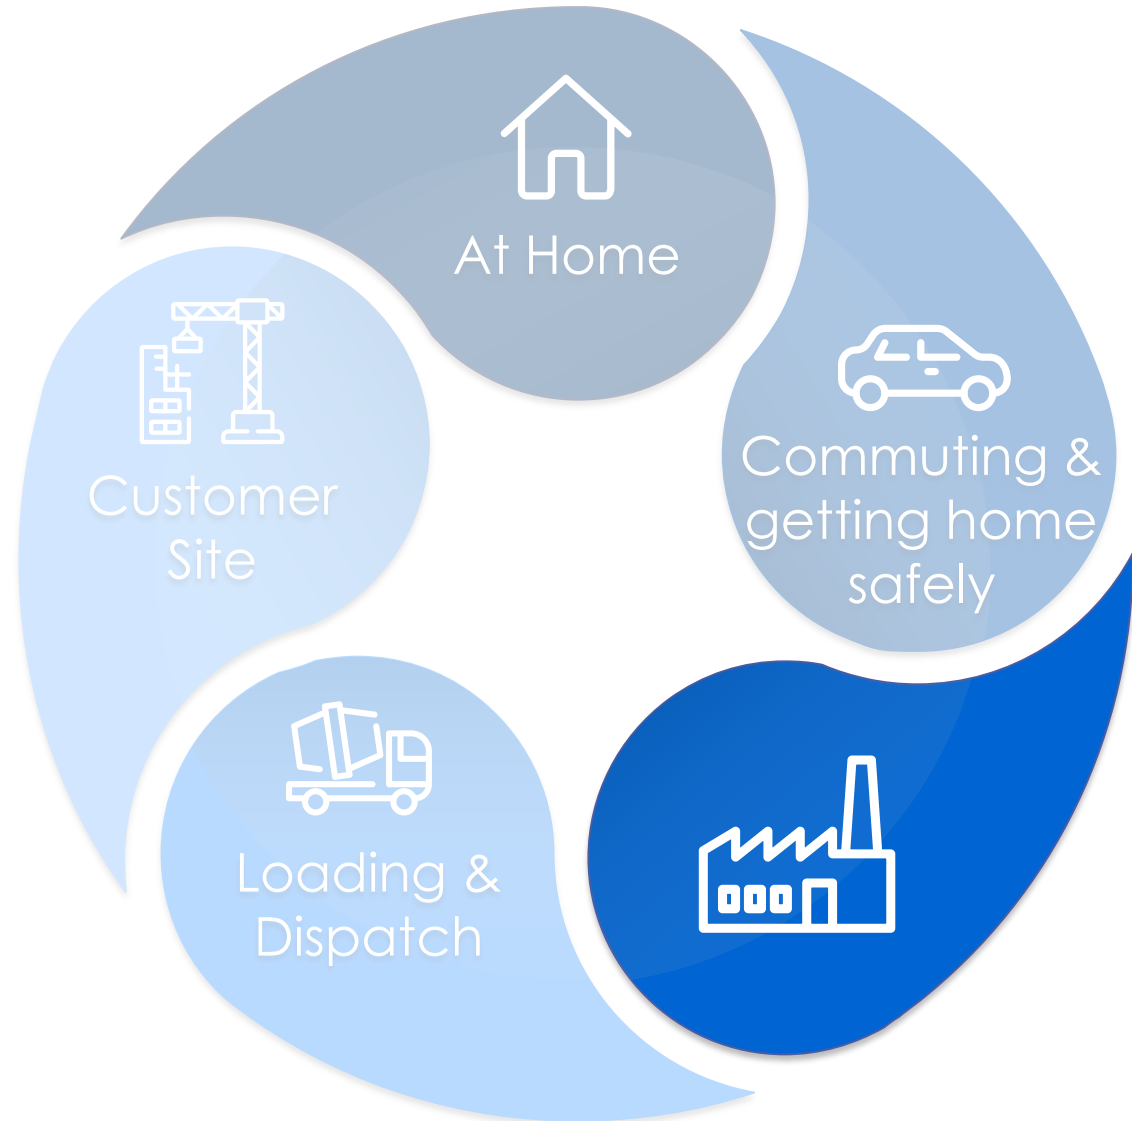 At Home
Commuting &
getting home
safely
Customer
Site
Loading &
Dispatch